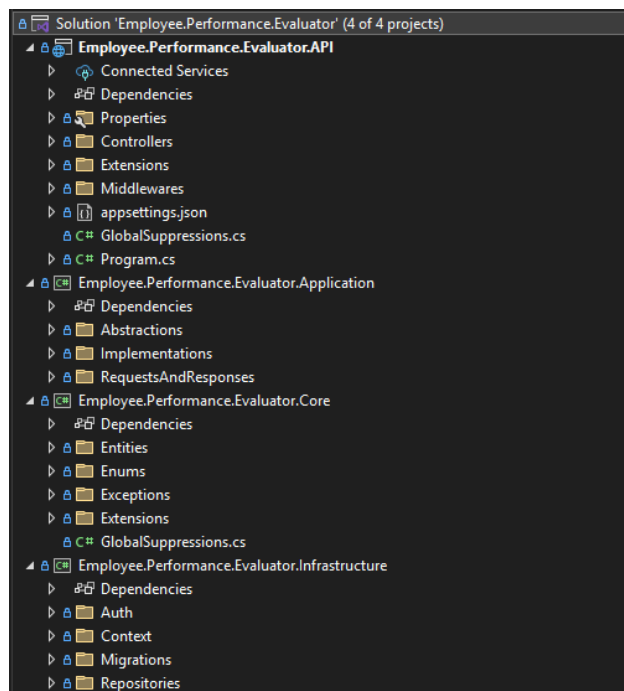 Solution 'Employee.Performance.Evaluator' (4 of 4 projects)
Employee.Performance.Evaluator.API
Connected Services
Dependencies
Properties
Controllers
Extensions
Middlewares
appsettings.json
C# GlobalSuppressions.cs
C# Program.cs
C# Employee.Performance.Evaluator.Application
Dependencies
Abstractions
Implementations
RequestsAndResponses
C# Employee.Performance.Evaluator.Core
Dependencies
Entities
Enums
Exceptions
Extensions
C# GlobalSuppressions.cs
C# Employee.Performance.Evaluator.Infrastructure
Dependencies
Auth
Context
Migrations
Repositories